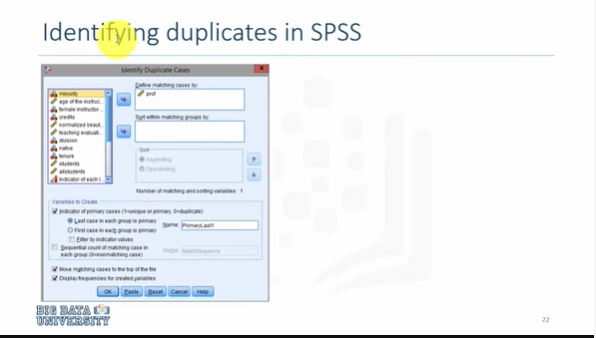 Identifying duplicates in SPSS
Identify Duplicate Cases
Define matching cases by:
minority
prof
age of the instruc...
female instructor ...
credits
normalized beaut...
teaching evaluati...
division
native
tenure
students
allstudents
indicator of each i...
Sort within matching groups by:
Sort
Ascending
Descending
Number of matching and sorting variables 1
Variables to Create
Indicator of primary cases (1=unique or primary, 0=duplicate)
Last case in each group is primary
First case in each group is primary
Name: PrimaryLast1
Filter by indicator values
Sequential count of matching case in
each group (0=nonmatching case)
Name: MatchSequence
Move matching cases to the top of the file
Display frequencies for created variables
OK Paste Reset Cancel Help
BIG DATA
UNIVERSITY
22